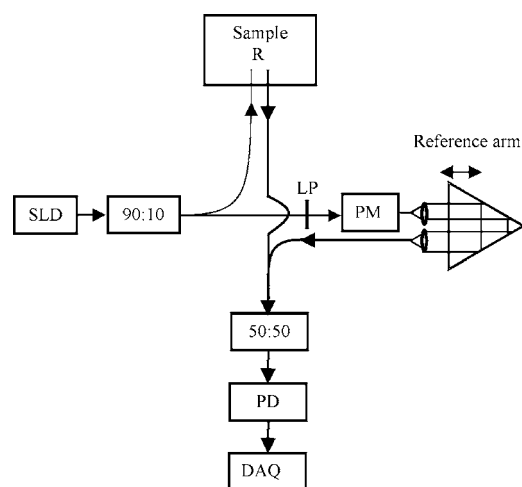 Sample
R
Reference arm
LP
SLD
90:10
PM
50:50
PD
DAQ